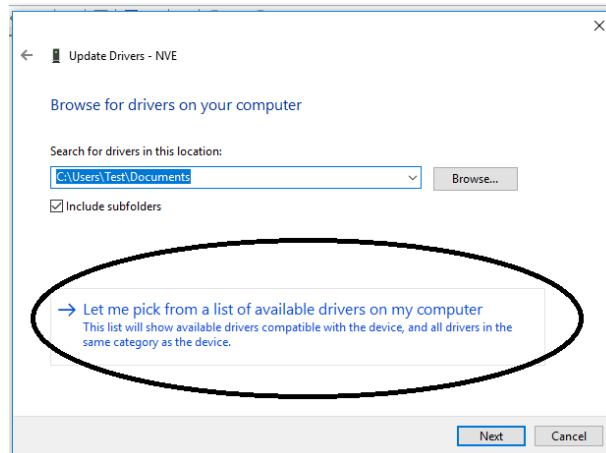 Update Drivers - NVE
Browse for drivers on your computer
Search for drivers in this location:
C:\Users\Test\Documents
Browse...
Include subfolders
Let me pick from a list of available drivers on my computer
This list will show available drivers compatible with the device, and all drivers in the
same category as the device.
Next
Cancel